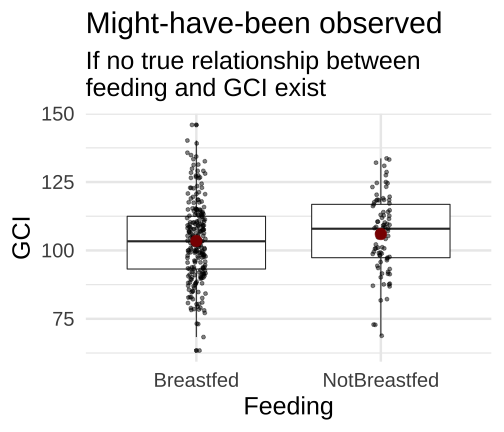 Might-have-been observed
If no true relationship between
feeding and GCI exist
150
125
100
75
GCI
Breastfed
NotBreastfed
Feeding